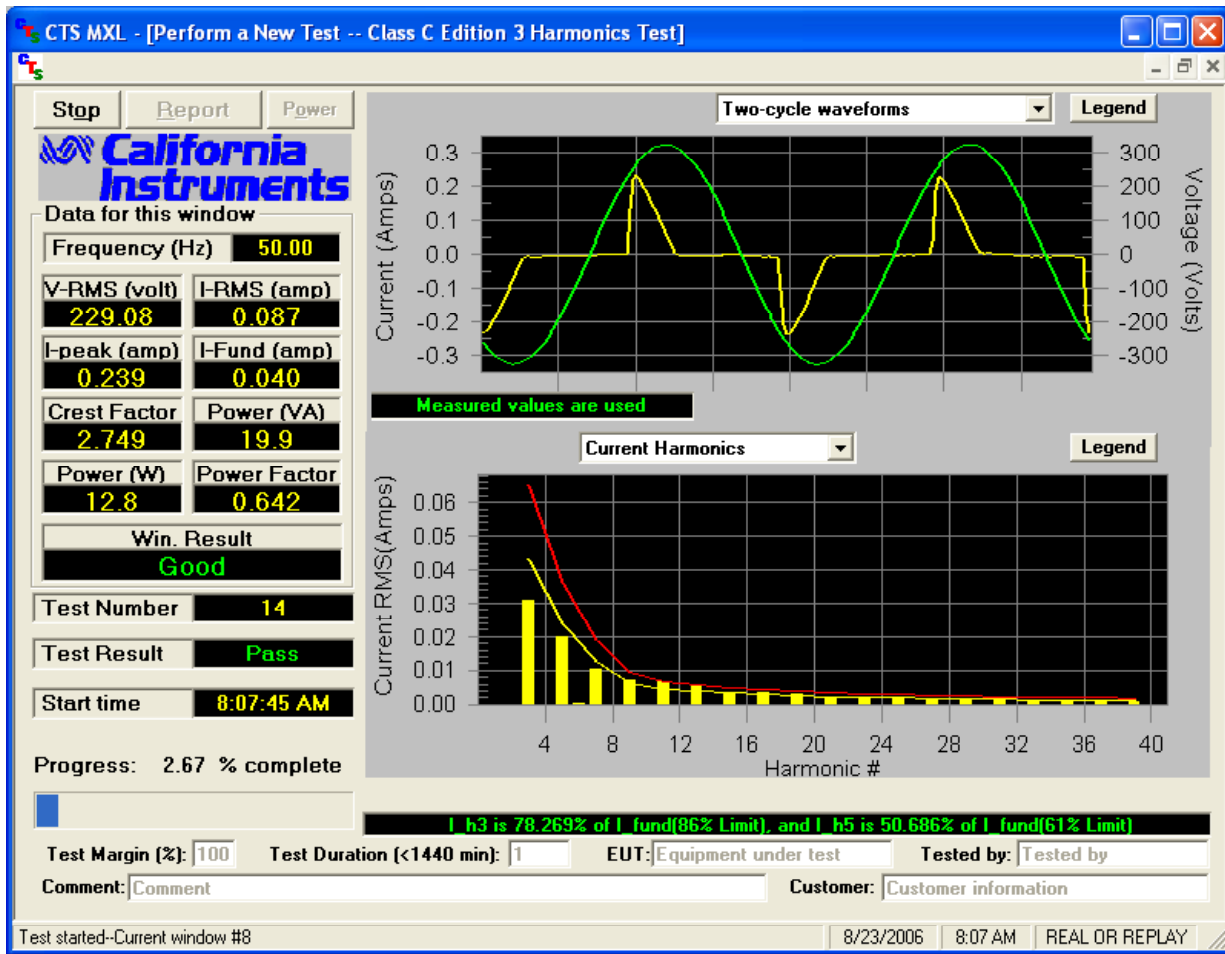 CTS MXL - [Perform a New Test -- Class C Edition 3 Harmonics Test]
CTS
Stop Report Power
California
Instruments
Data for this window
Frequency (Hz) 50.00
V-RMS (volt) I-RMS (amp)
229.08 0.087
I-peak (amp) I-Fund (amp)
0.239 0.040
Crest Factor Power (VA)
2.749 19.9
Power (W) Power Factor
12.8 0.642
Win. Result
Good
Test Number 14
Test Result Pass
Start time 8:07:45 AM
Progress: 2.67 % complete
Two-cycle waveforms Legend
Current (Amps)
0.3
0.2
0.1
0.0
-0.1
-0.2
-0.3
300
200
100
0
-100
-200
-300
Voltage (Volts)
Measured values are used
Current Harmonics Legend
Current RMS(Amps)
0.06
0.05
0.04
0.03
0.02
0.01
0.00
4 8 12 16 20 24 28 32 36 40
Harmonic #
I_h3 is 78.269% of I_fund(86% Limit), and I_h5 is 50.686% of I_fund(61% Limit)
Test Margin (%): 100 Test Duration (<1440 min): 1 EUT: Equipment under test Tested by: Tested by
Comment: Comment Customer: Customer information
Test started--Current window #8 8/23/2006 8:07 AM REAL OR REPLAY